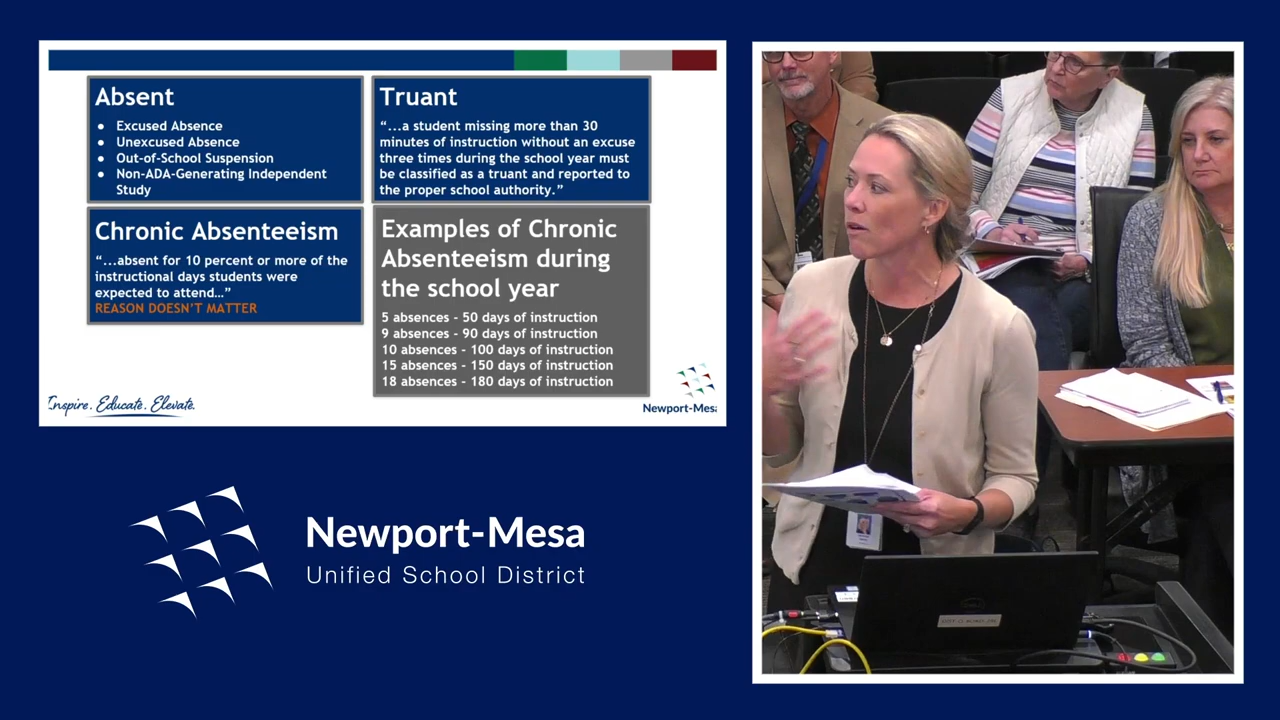 Absent
● Excused Absence
● Unexcused Absence
● Out-of-School Suspension
● Non-ADA-Generating Independent
Study
Truant
“...a student missing more than 30
minutes of instruction without an excuse
three times during the school year must
be classified as a truant and reported to
the proper school authority.”
Chronic Absenteeism
“...absent for 10 percent or more of the
instructional days students were
expected to attend…”
REASON DOESN’T MATTER
Examples of Chronic
Absenteeism during
the school year
5 absences - 50 days of instruction
9 absences - 90 days of instruction
10 absences - 100 days of instruction
15 absences - 150 days of instruction
18 absences - 180 days of instruction
Inspire. Educate. Elevate.
Newport-Mesa
Newport-Mesa
Unified School District